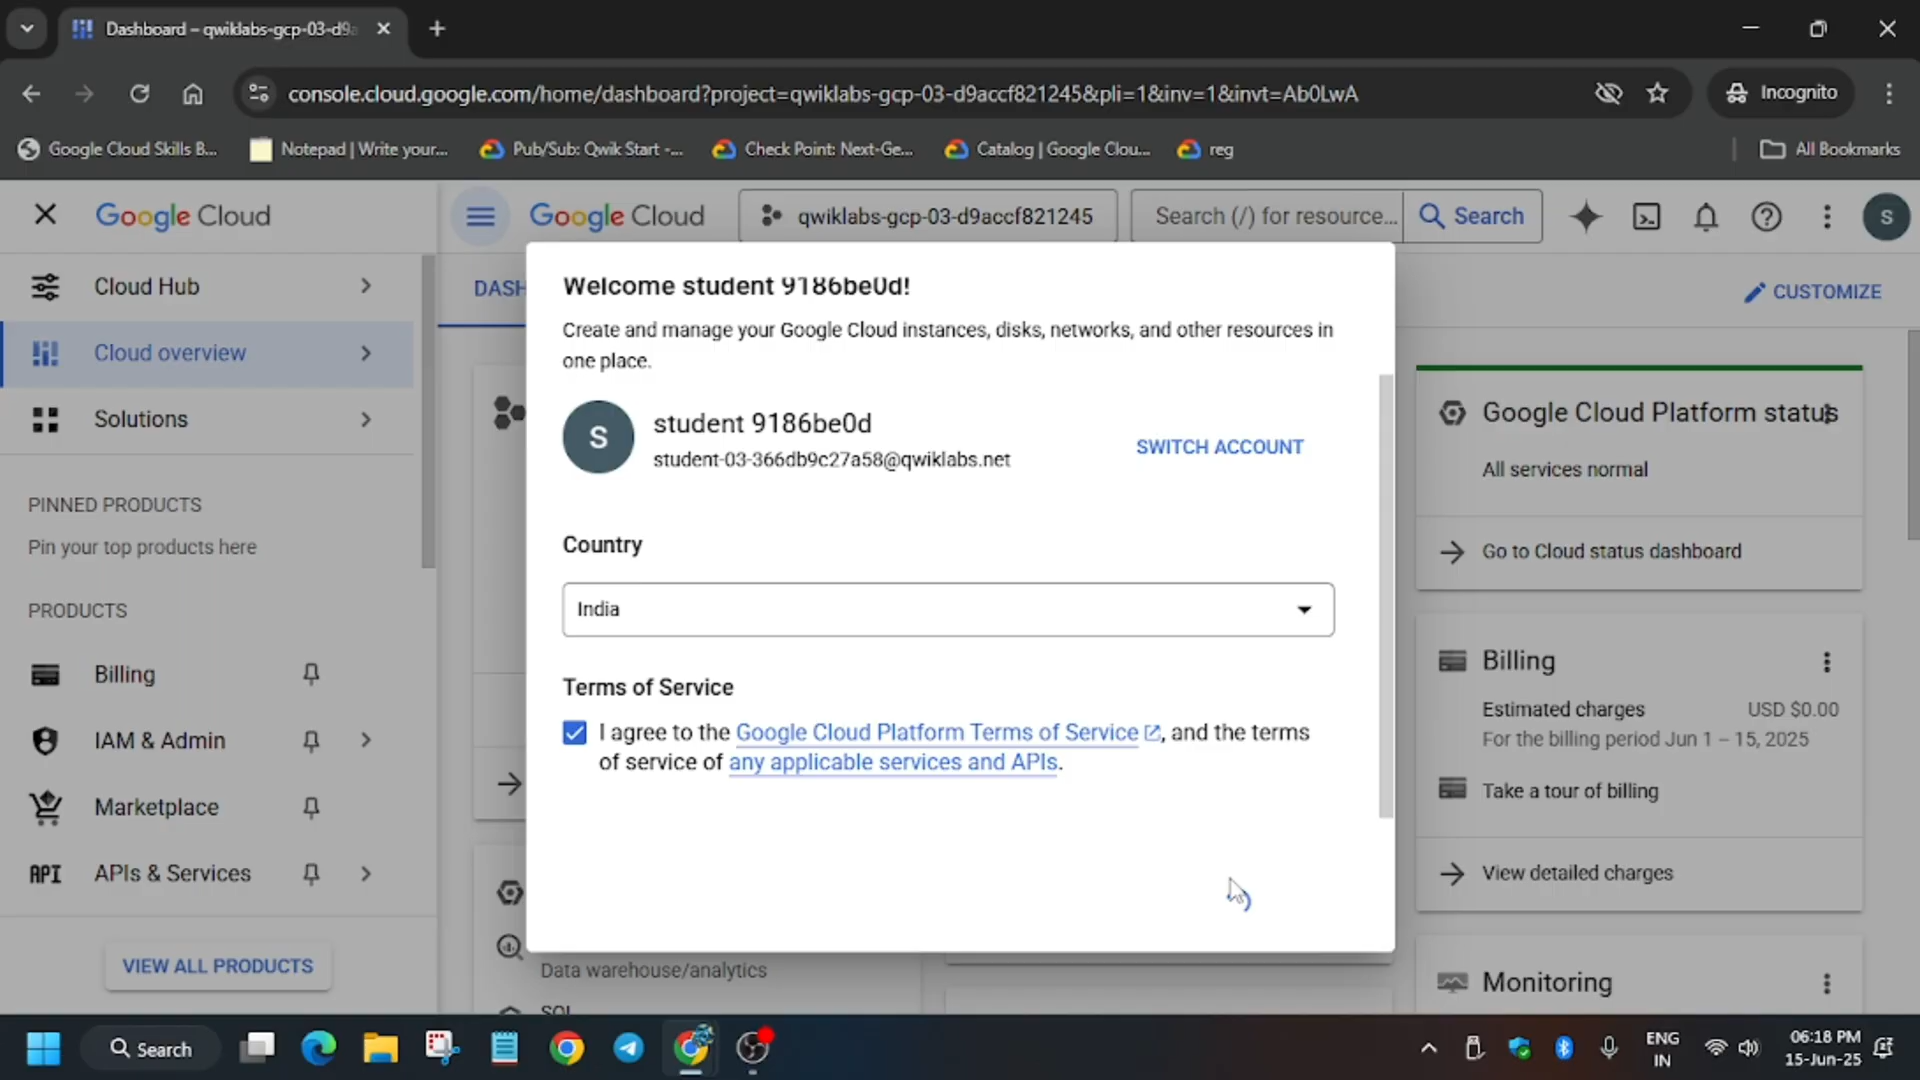 Dashboard – qwiklabs-gcp-03-d9a
console.cloud.google.com/home/dashboard?project=qwiklabs-gcp-03-d9accf821245&pli=1&inv=1&invt=Ab0LwA
Incognito
Google Cloud Skills B...
Notepad | Write your...
Pub/Sub: Qwik Start -...
Check Point: Next-Ge...
Catalog | Google Clou...
reg
All Bookmarks
Google Cloud
Google Cloud
qwiklabs-gcp-03-d9accf821245
Search (/) for resource...
Search
S
Cloud Hub
Cloud overview
Solutions
PINNED PRODUCTS
Pin your top products here
PRODUCTS
Billing
IAM & Admin
Marketplace
API APIs & Services
VIEW ALL PRODUCTS
DASH
CUSTOMIZE
Welcome student 9186be0d!
Create and manage your Google Cloud instances, disks, networks, and other resources in
one place.
S
student 9186be0d
student-03-366db9c27a58@qwiklabs.net
SWITCH ACCOUNT
Country
India
Terms of Service
I agree to the Google Cloud Platform Terms of Service, and the terms
of service of any applicable services and APIs.
Data warehouse/analytics
SQL
Google Cloud Platform status
All services normal
Go to Cloud status dashboard
Billing
Estimated charges USD $0.00
For the billing period Jun 1 – 15, 2025
Take a tour of billing
View detailed charges
Monitoring
Search
ENG
IN
06:18 PM
15-Jun-25